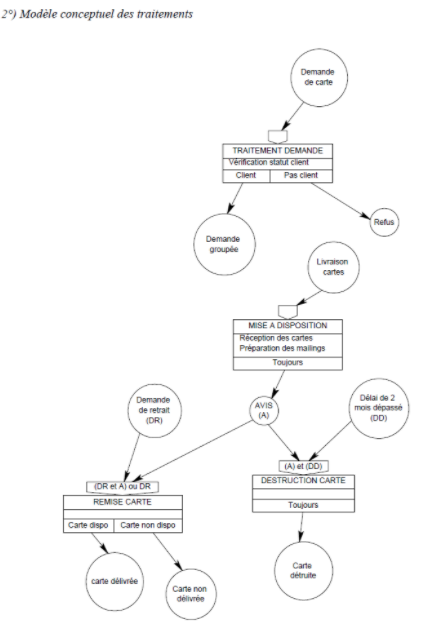 2°) Modèle conceptuel des traitements
Demande
de carte
TRAITEMENT DEMANDE
Vérification statut client
Client Pas client
Demande
groupée
Refus
Livraison
cartes
MISE A DISPOSITION
Réception des cartes
Préparation des mailings
Toujours
Demande
de retrait
(DR)
AVIS
(A)
Délai de 2
mois dépassé
(DD)
(DR et A) ou DR
REMISE CARTE
Carte dispo Carte non dispo
(A) et (DD)
DESTRUCTION CARTE
Toujours
carte délivrée
Carte non
délivrée
Carte
détruite